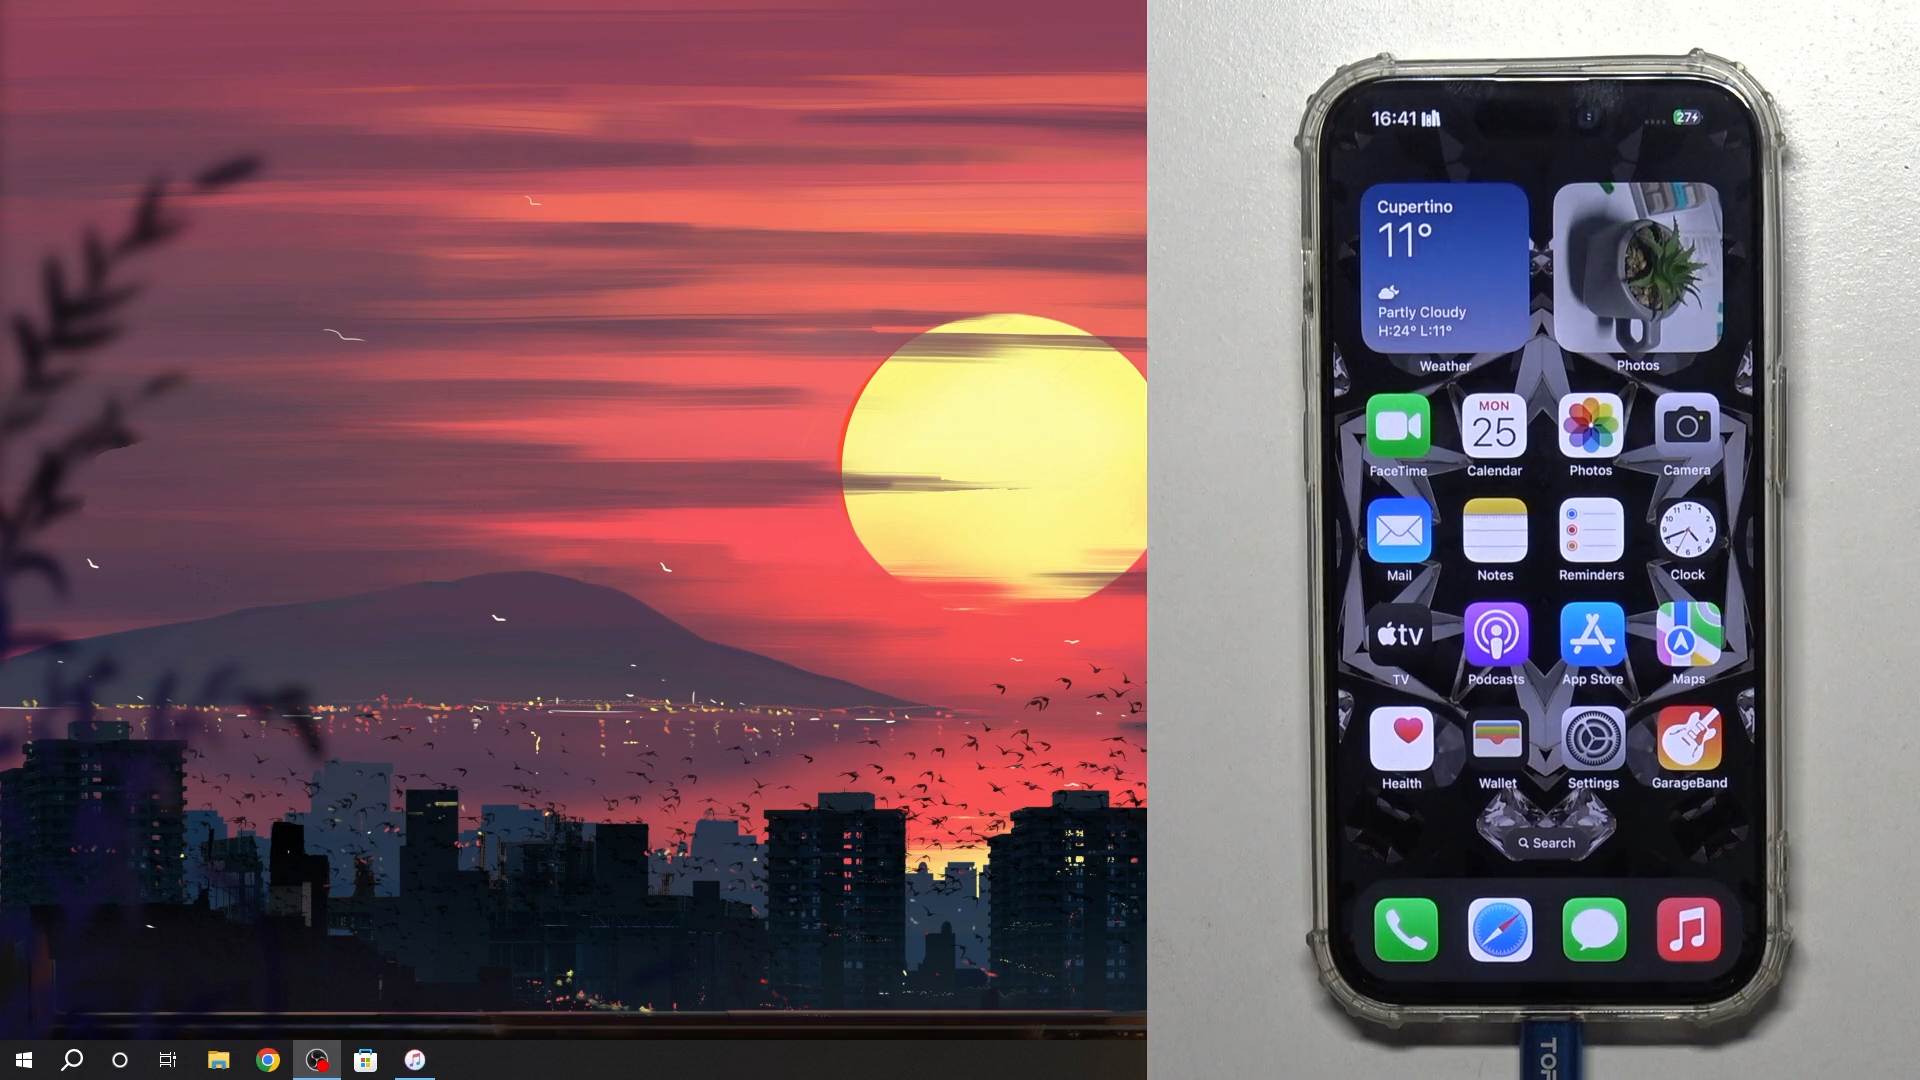 16:41
27
Cupertino
11°
Partly Cloudy
H:24° L:11°
Weather
Photos
MON
25
FaceTime
Calendar
Photos
Camera
Mail
Notes
Reminders
Clock
tv
TV
Podcasts
App Store
Maps
Health
Wallet
Settings
GarageBand
Search